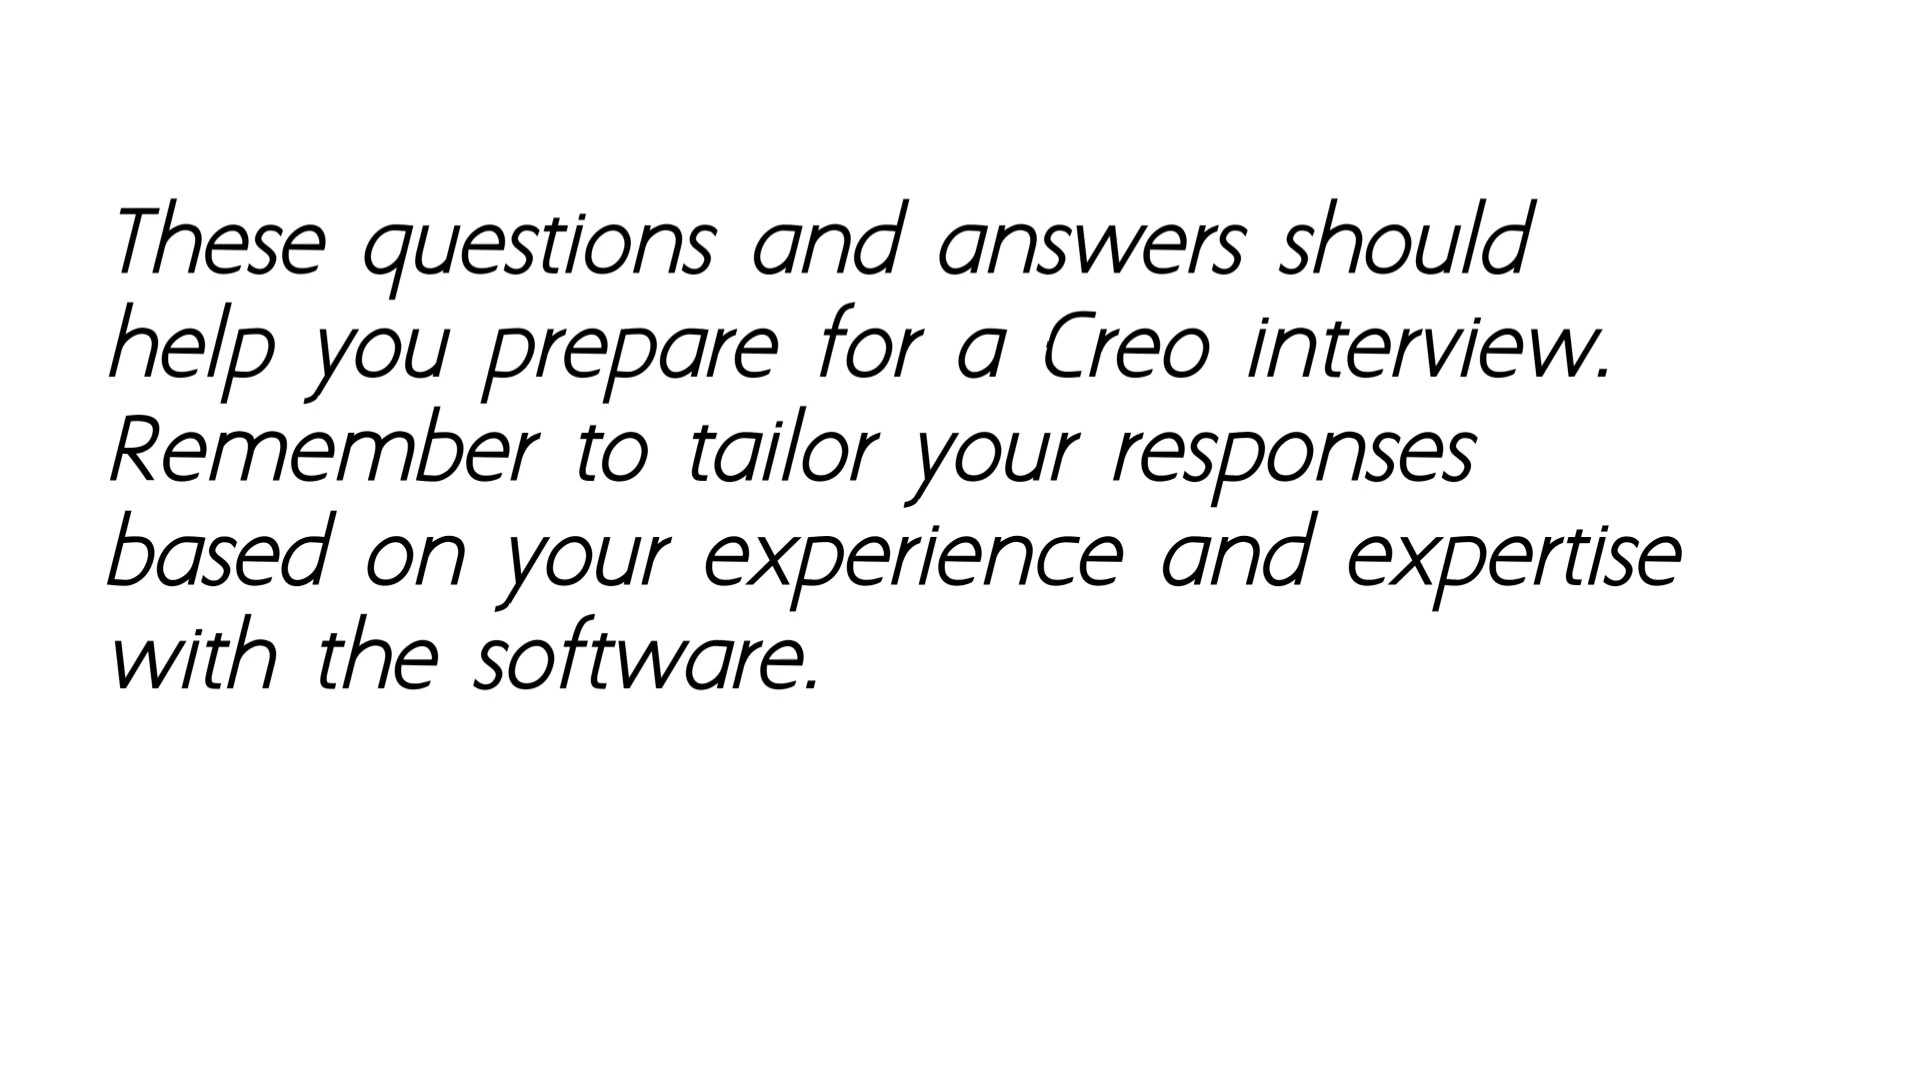 These questions and answers should
help you prepare for a Creo interview.
Remember to tailor your responses
based on your experience and expertise
with the software.